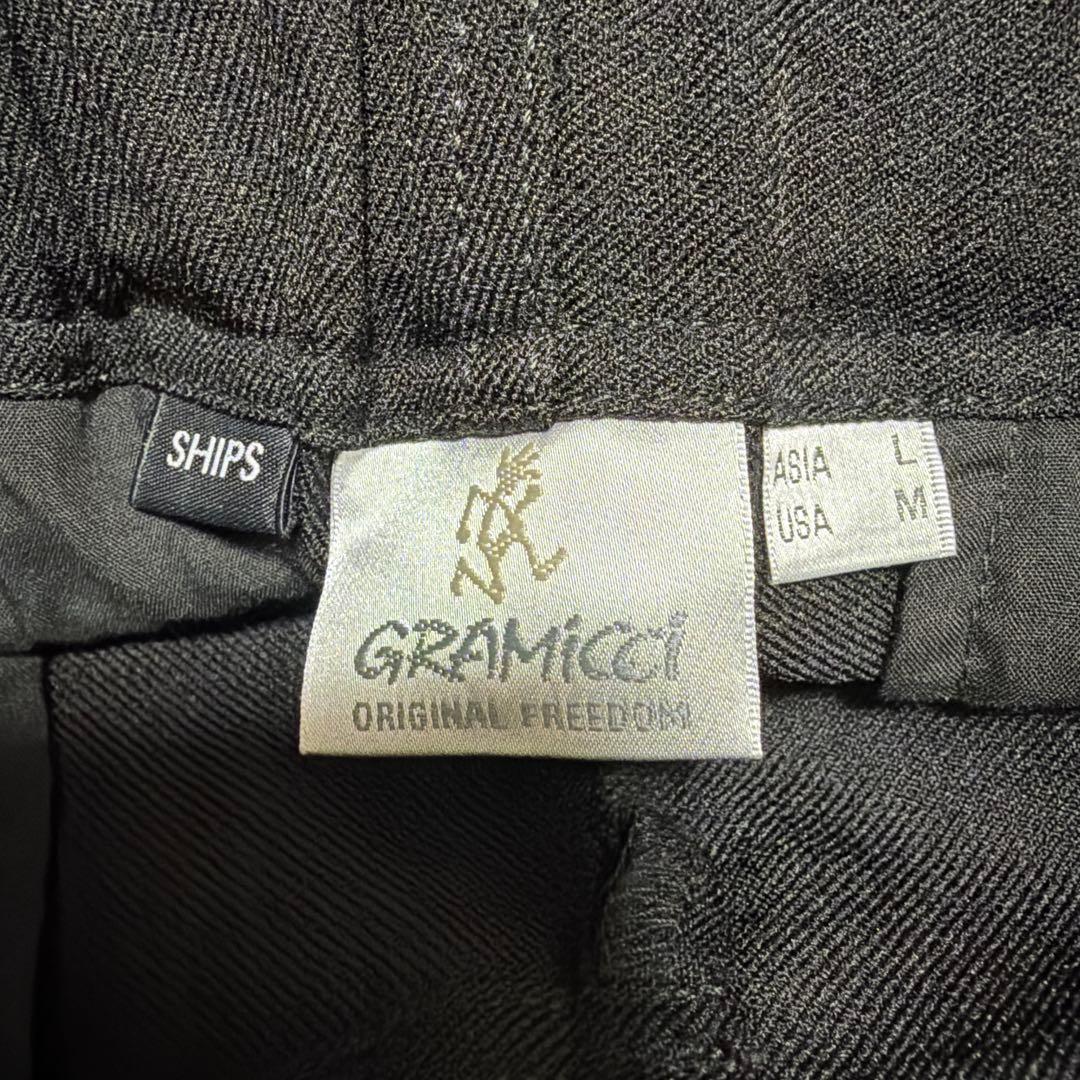 SHIPS
GRAMicci
ORIGINAL FREEDOM
ASIA L
USA M